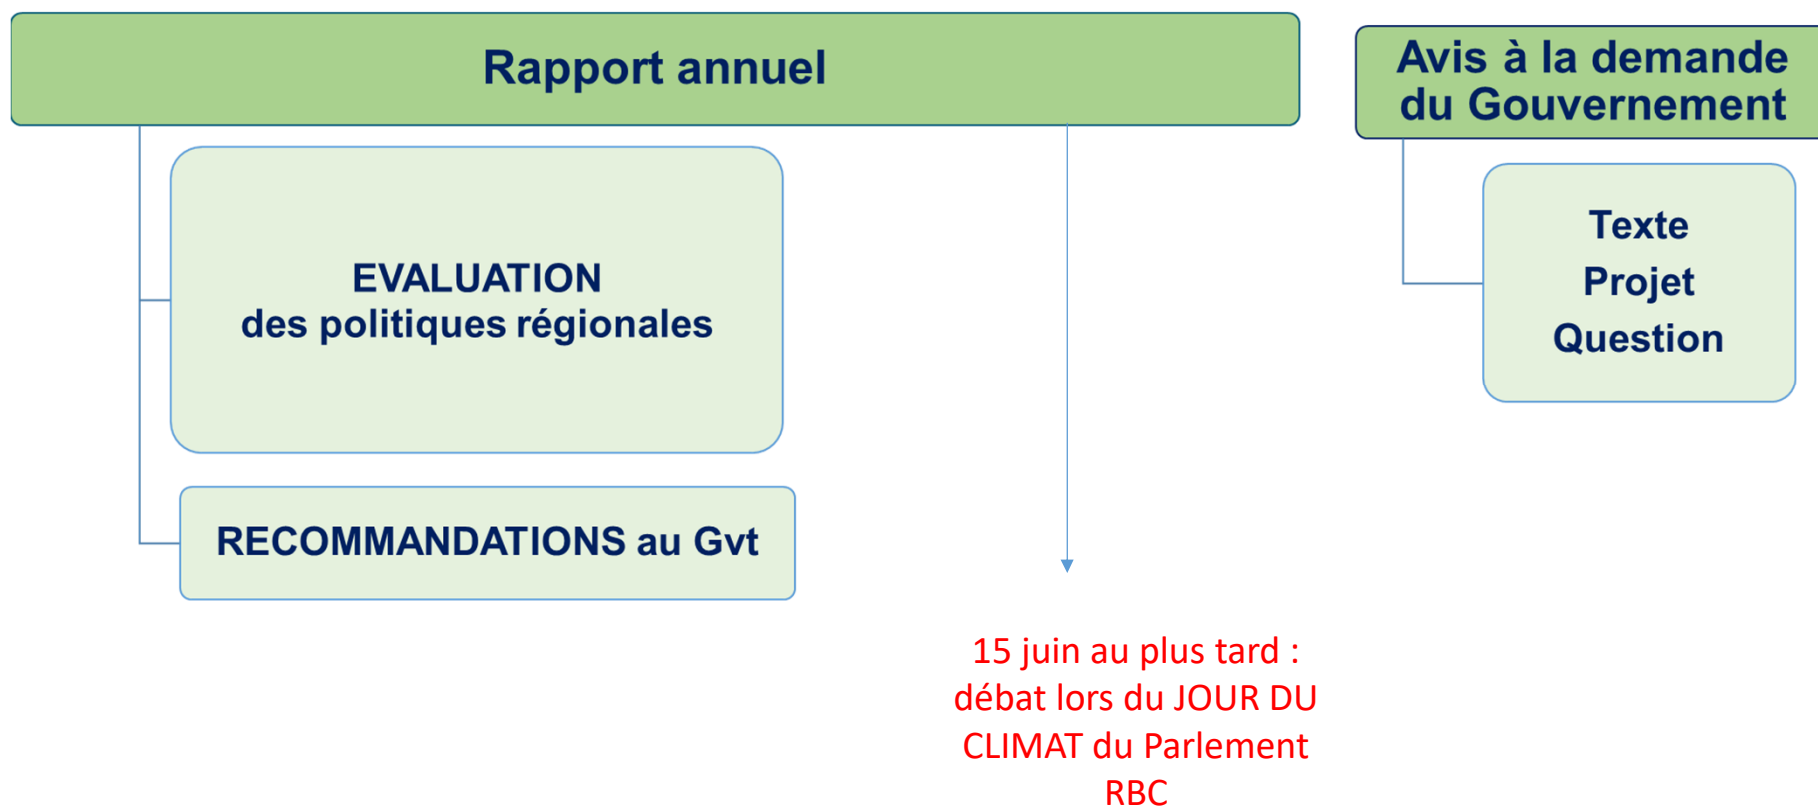 Rapport annuel
Avis à la demande
du Gouvernement
EVALUATION
des politiques régionales
RECOMMANDATIONS au Gvt
Texte
Projet
Question
15 juin au plus tard :
débat lors du JOUR DU
CLIMAT du Parlement
RBC